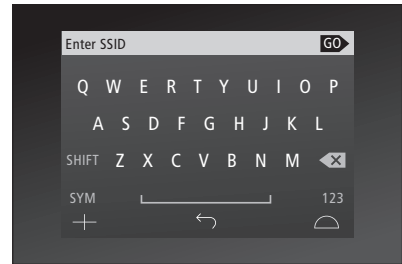 Enter SSID GO
Q W E R T Y U I O P
A S D F G H J K L
SHIFT Z X C V B N M
SYM 123